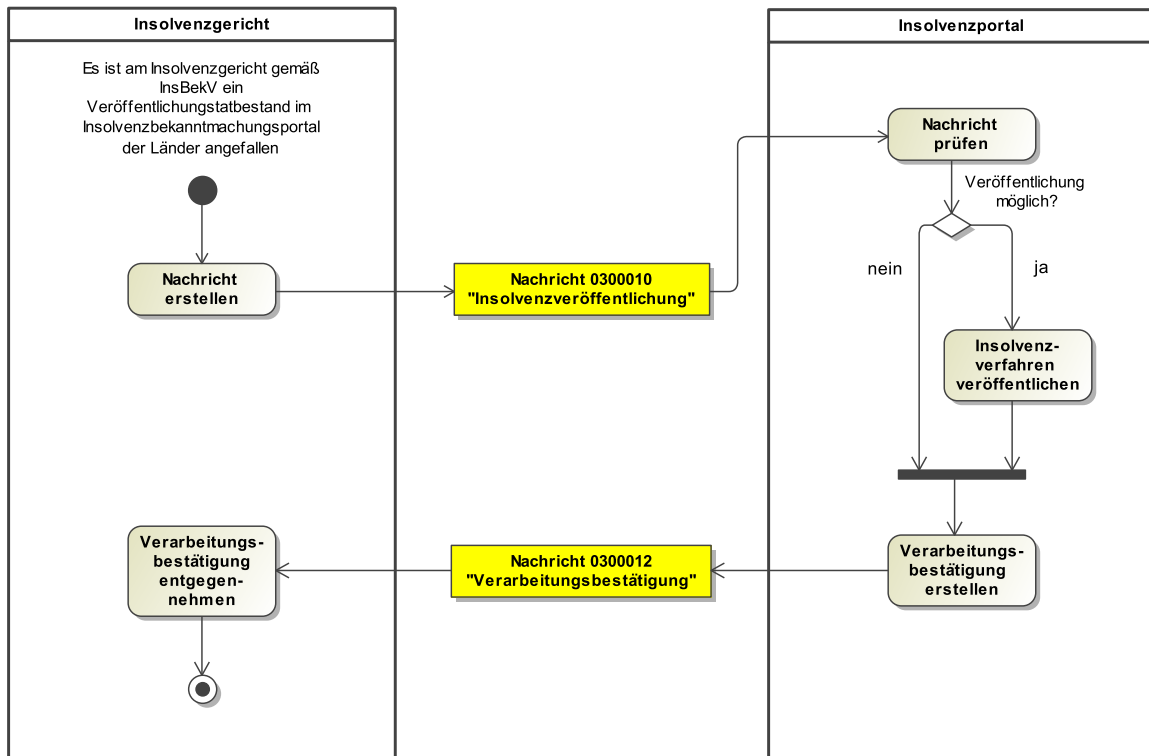 Insolvenzgericht
Insolvenzportal
Es ist am Insolvenzgericht gemäß
InsBekV ein
Veröffentlichungstatbestand im
Insolvenzbekanntmachungsportal
der Länder angefallen
Nachricht
erstellen
Nachricht 0300010
"Insolvenzveröffentlichung"
Nachricht
prüfen
Veröffentlichung
möglich?
nein
ja
Insolvenz-
verfahren
veröffentlichen
Verarbeitungs-
bestätigung
erstellen
Nachricht 0300012
"Verarbeitungsbestätigung"
Verarbeitungs-
bestätigung
entgegen-
nehmen